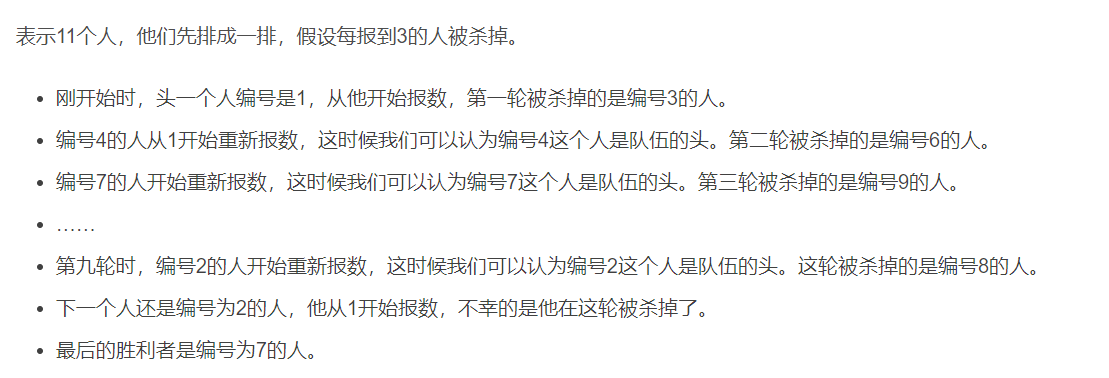 表示11个人，他们先排成一排，假设每报到3的人被杀掉。
• 刚开始时，头一个人编号是1，从他开始报数，第一轮被杀掉的是编号3的人。
• 编号4的人从1开始重新报数，这时候我们可以认为编号4这个人是队伍的头。第二轮被杀掉的是编号6的人。
• 编号7的人开始重新报数，这时候我们可以认为编号7这个人是队伍的头。第三轮被杀掉的是编号9的人。
• ……
• 第九轮时，编号2的人开始重新报数，这时候我们可以认为编号2这个人是队伍的头。这轮被杀掉的是编号8的人。
• 下一个人还是编号为2的人，他从1开始报数，不幸的是他在这轮被杀掉了。
• 最后的胜利者是编号为7的人。